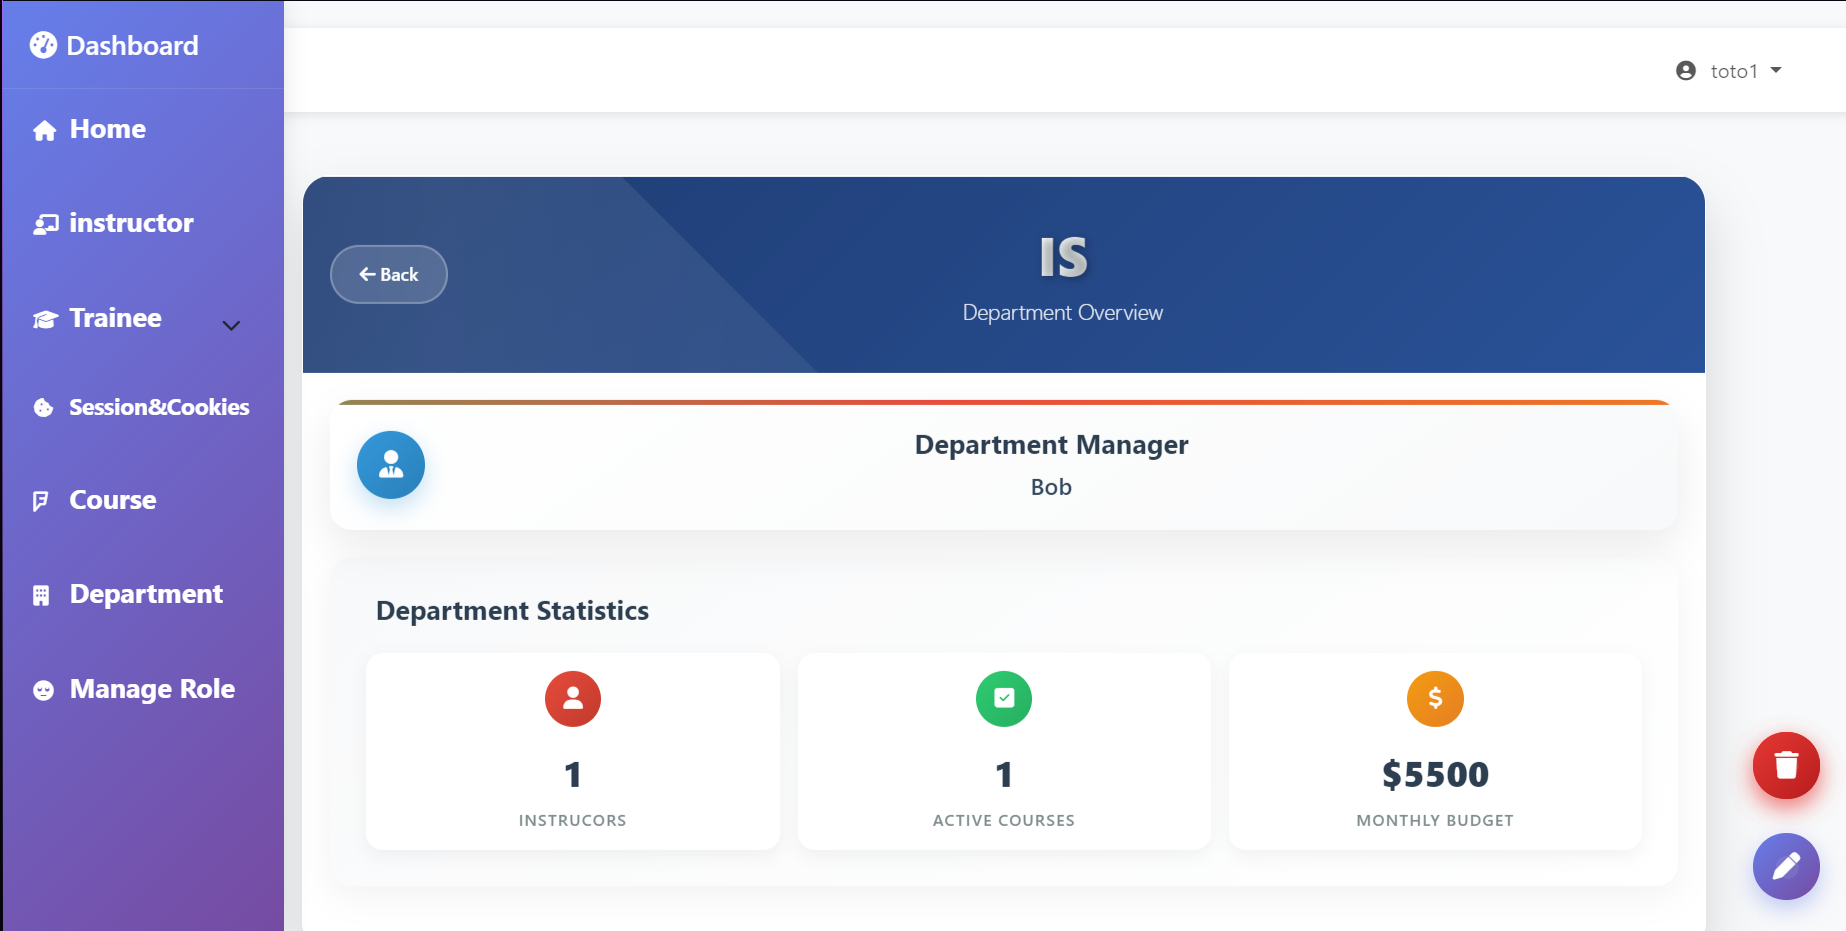 Dashboard
Home
instructor
Trainee
Session&Cookies
Course
Department
Manage Role
toto1
Back
IS
Department Overview
Department Manager
Bob
Department Statistics
1
INSTRUCORS
1
ACTIVE COURSES
$5500
MONTHLY BUDGET